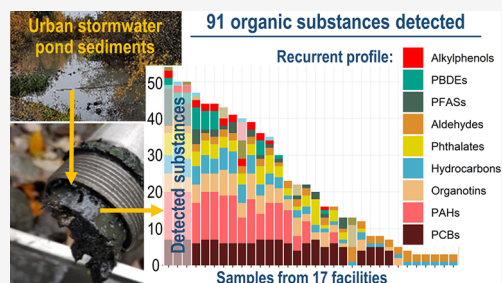 91 organic substances detected
Urban stormwater
pond sediments
Recurrent profile:
Alkylphenols
PBDEs
PFASs
Aldehydes
Phthalates
Hydrocarbons
Organotins
PAHs
PCBs
Detected substances
50
40
30
20
10
0
Samples from 17 facilities